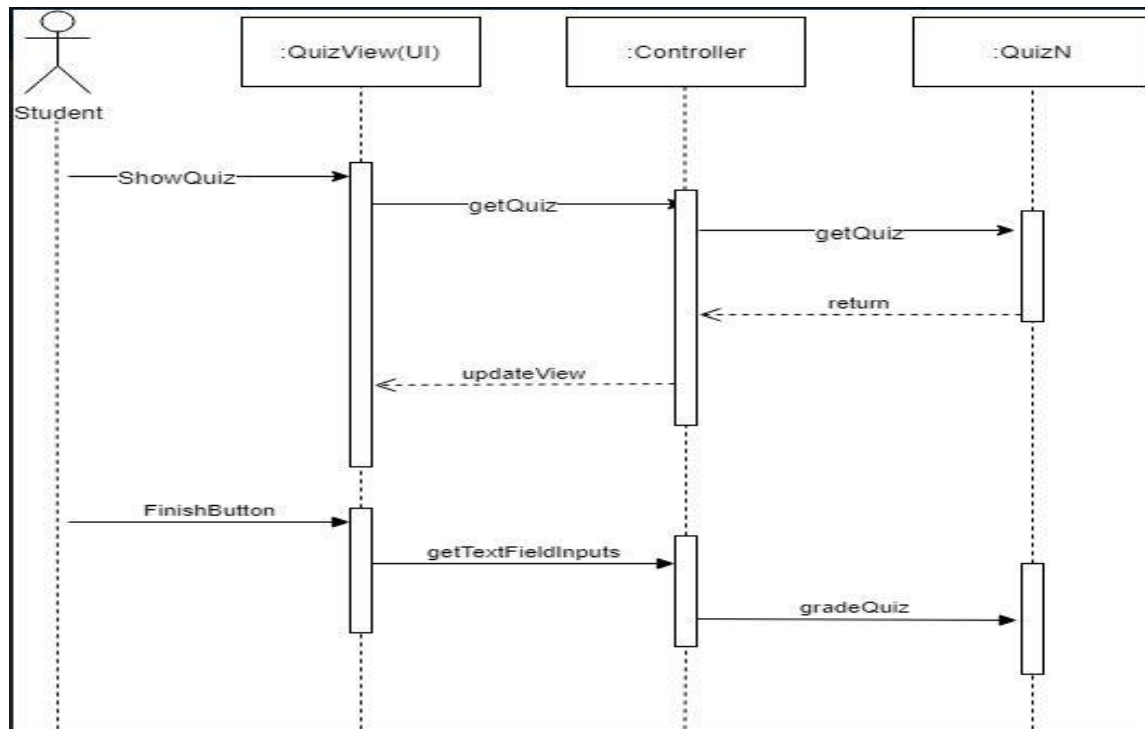 :QuizView(UI)
:Controller
:QuizN
Student
ShowQuiz
getQuiz
getQuiz
return
updateView
FinishButton
getTextFieldInputs
gradeQuiz